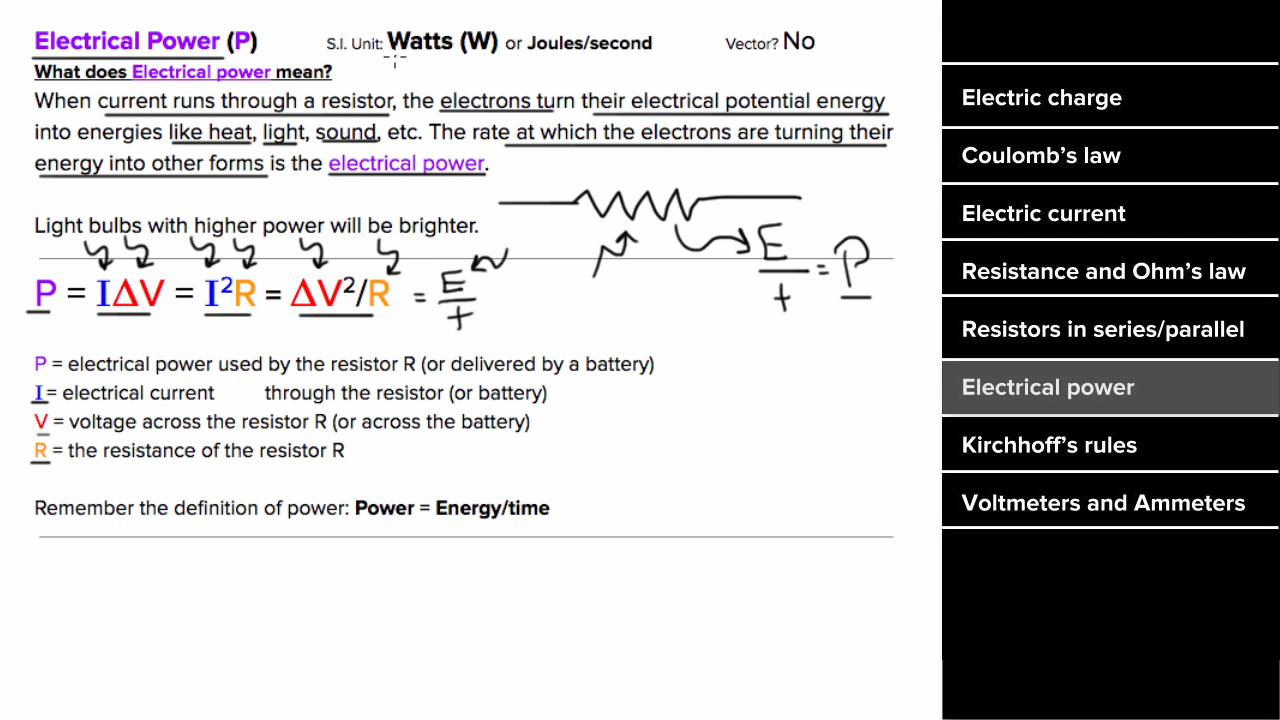 Electrical Power (P) S.I. Unit: Watts (W) or Joules/second Vector? No
What does Electrical power mean?
When current runs through a resistor, the electrons turn their electrical potential energy
into energies like heat, light, sound, etc. The rate at which the electrons are turning their
energy into other forms is the electrical power.
Light bulbs with higher power will be brighter.
E/t = P
P = IΔV = I²R = ΔV²/R = E/t
P = electrical power used by the resistor R (or delivered by a battery)
I = electrical current through the resistor (or battery)
V = voltage across the resistor R (or across the battery)
R = the resistance of the resistor R
Remember the definition of power: Power = Energy/time
Electric charge
Coulomb's law
Electric current
Resistance and Ohm's law
Resistors in series/parallel
Electrical power
Kirchhoff's rules
Voltmeters and Ammeters